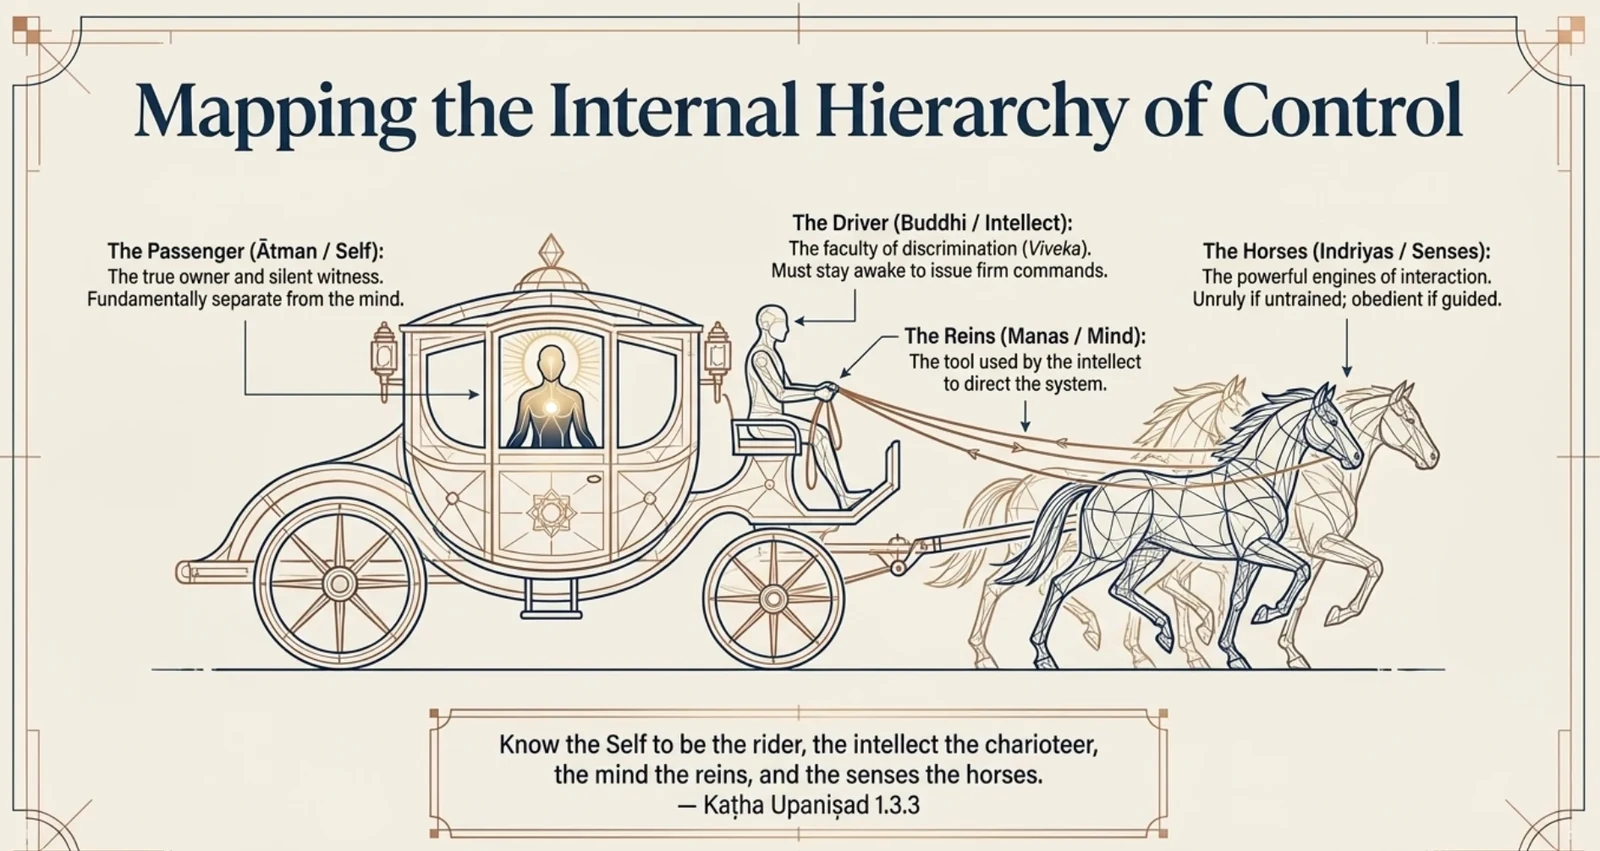 Mapping the Internal Hierarchy of Control
The Passenger (Ātman / Self):
The true owner and silent witness.
Fundamentally separate from the mind.
The Driver (Buddhi / Intellect):
The faculty of discrimination (Viveka).
Must stay awake to issue firm commands.
The Reins (Manas / Mind):
The tool used by the intellect
to direct the system.
The Horses (Indriyas / Senses):
The powerful engines of interaction.
Unruly if untrained; obedient if guided.
Know the Self to be the rider, the intellect the charioteer,
the mind the reins, and the senses the horses.
— Kaṭha Upaniṣad 1.3.3